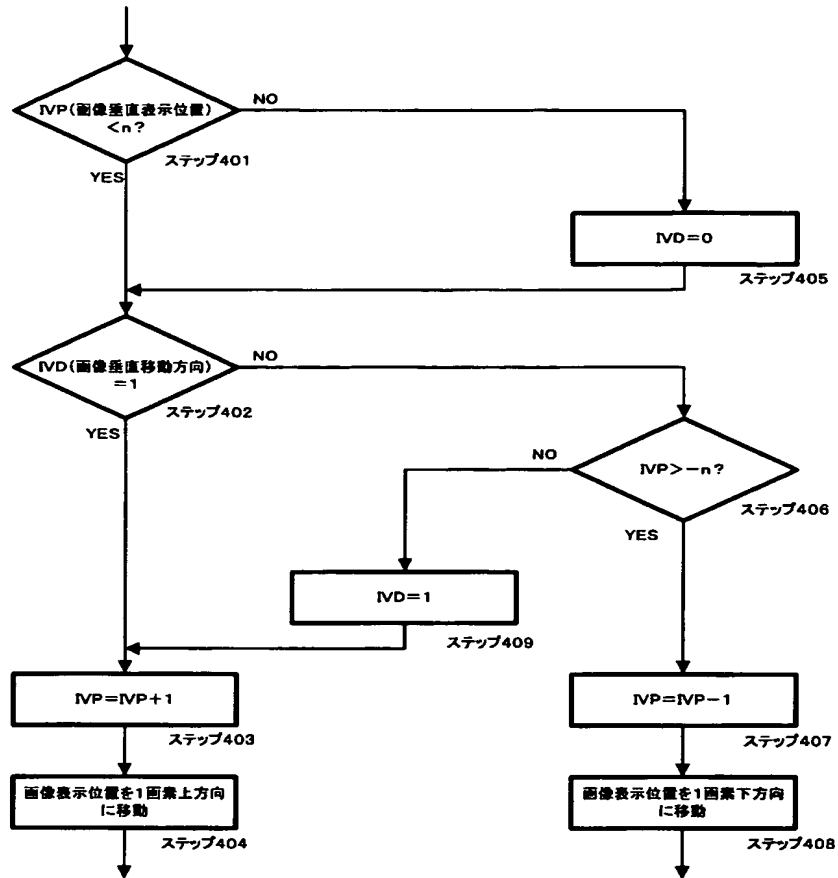 IVP(画像垂直表示位置)
<n?
NO
ステップ401
YES
IVD=0
ステップ405
IVD(画像垂直移動方向)
=1
NO
ステップ402
YES
NO
IVP>-n?
ステップ406
YES
IVD=1
ステップ409
IVP=IVP+1
ステップ403
IVP=IVP-1
ステップ407
画像表示位置を1画素上方向
に移動
ステップ404
画像表示位置を1画素下方向
に移動
ステップ408